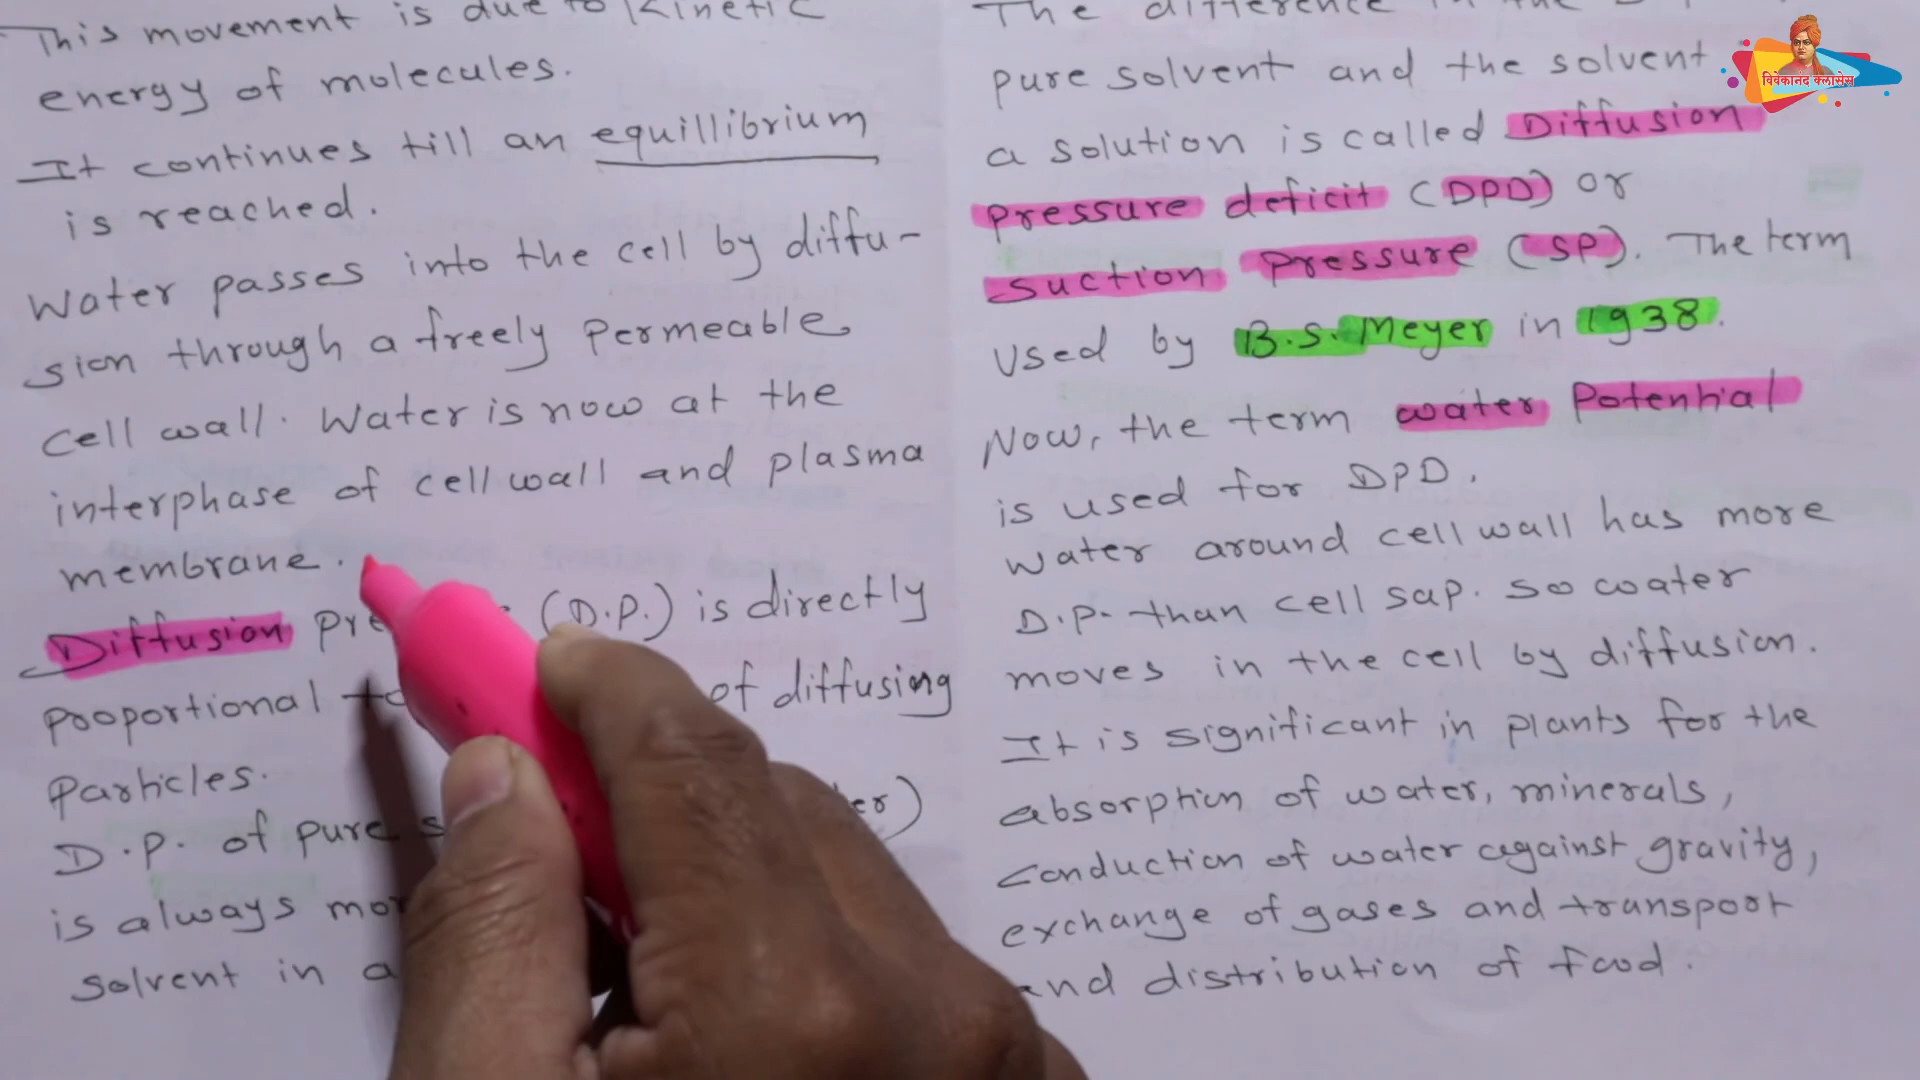 This movement is due to kinetic
energy of molecules.
It continues till an equillibrium
is reached.
Water passes into the cell by diffu-
sion through a freely permeable
cell wall. Water is now at the
interphase of cell wall and plasma
membrane.
Diffusion (D.P.) is directly
proportional of diffusing
particles.
D.P. of pure
is always
solvent in a
The difference in the
pure solvent and the solvent
a solution is called Diffusion
pressure deficit (DPD) or
suction pressure (SP). The term
used by B.S. Meyer in 1938.
Now, the term water Potential
is used for DPD.
Water around cell wall has more
D.P. than cell sap. So water
moves in the cell by diffusion.
It is significant in plants for the
absorption of water, minerals,
conduction of water against gravity,
exchange of gases and transport
and distribution of food.
विवेकानंद क्लासेस